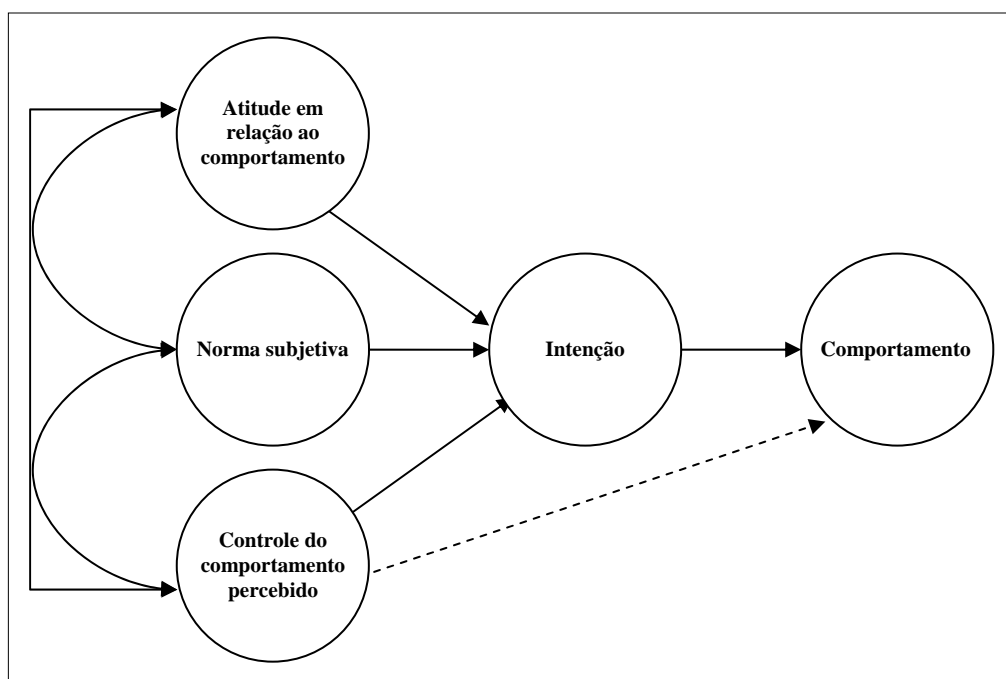 Atitude em
relação ao
comportamento
Norma subjetiva
Intenção
Comportamento
Controle do
comportamento
percebido